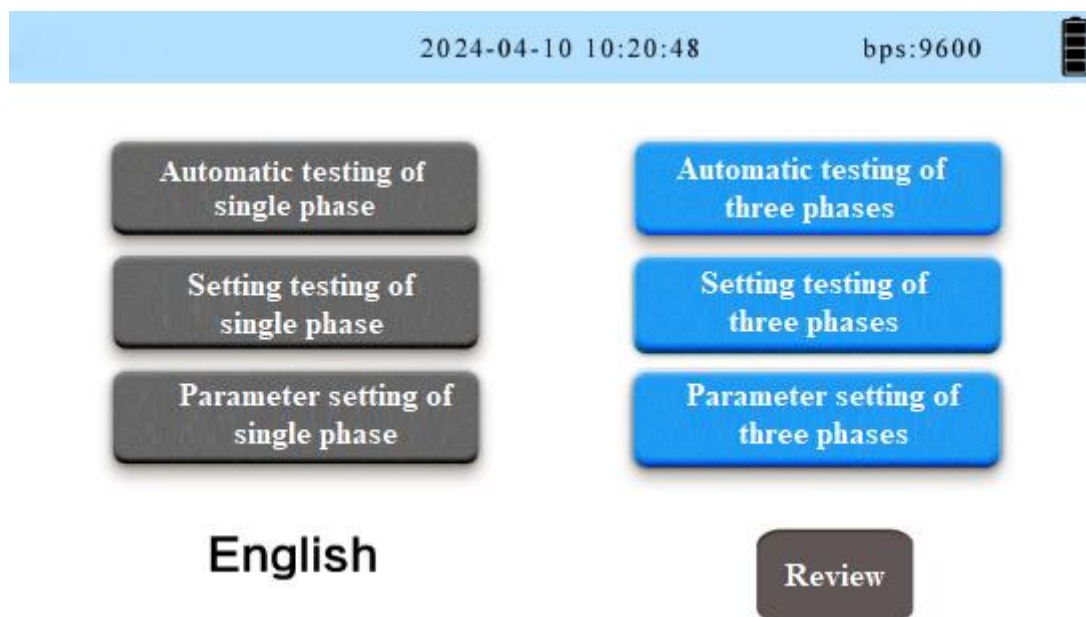 2024-04-10 10:20:48 bps:9600
Automatic testing of
single phase
Automatic testing of
three phases
Setting testing of
single phase
Setting testing of
three phases
Parameter setting of
single phase
Parameter setting of
three phases
English
Review